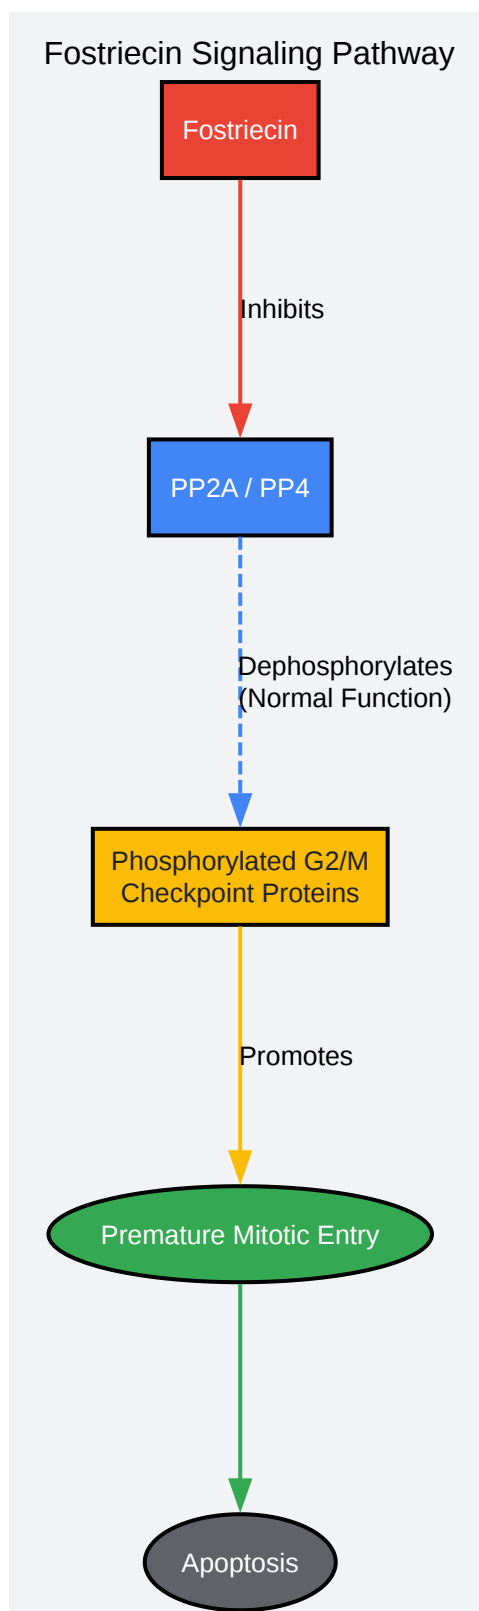 Fostriecin Signaling Pathway
Fostriecin
Inhibits
PP2A / PP4
Dephosphorylates
(Normal Function)
Phosphorylated G2/M
Checkpoint Proteins
Promotes
Premature Mitotic Entry
Apoptosis